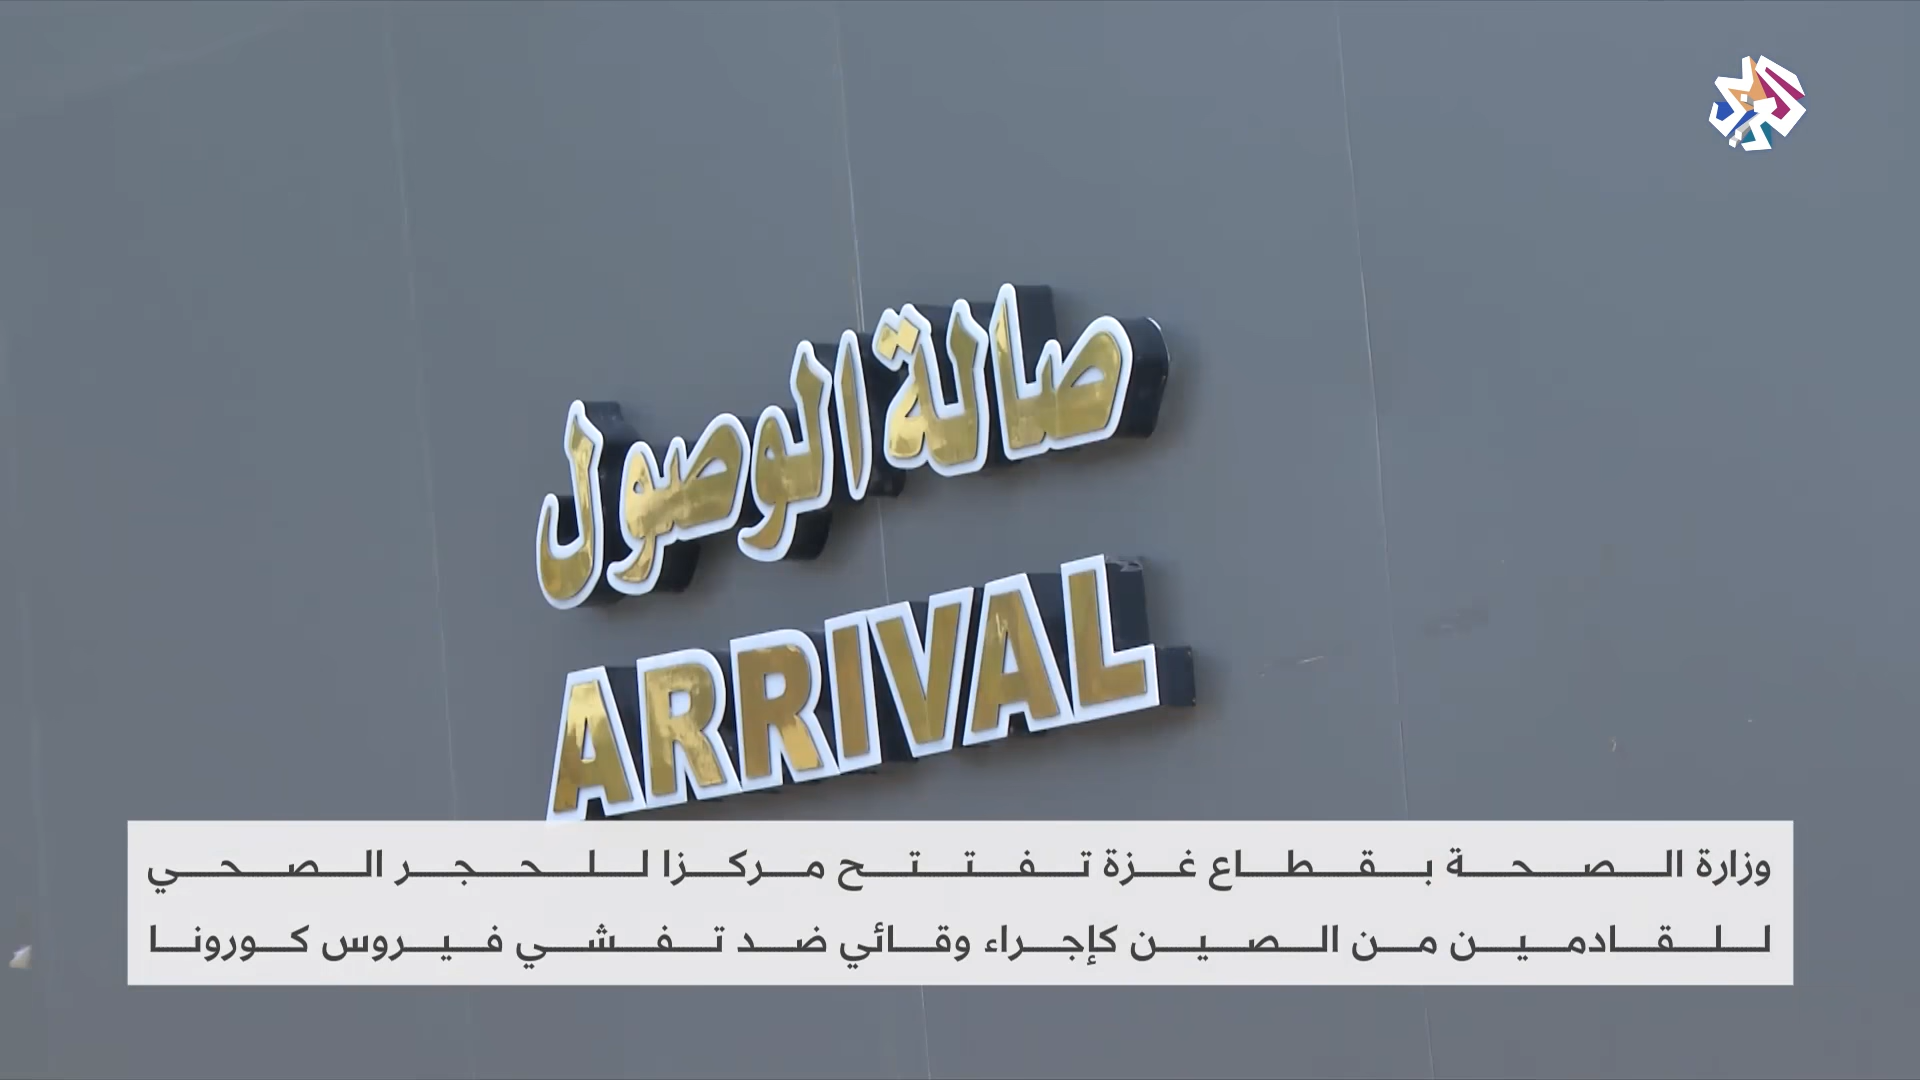 صالة الوصول
ARRIVAL
وزارة الصحة بقطاع غزة تفتتح مركزا للحجر الصحي
للقادمين من الصين كإجراء وقائي ضد تفشي فيروس كورونا